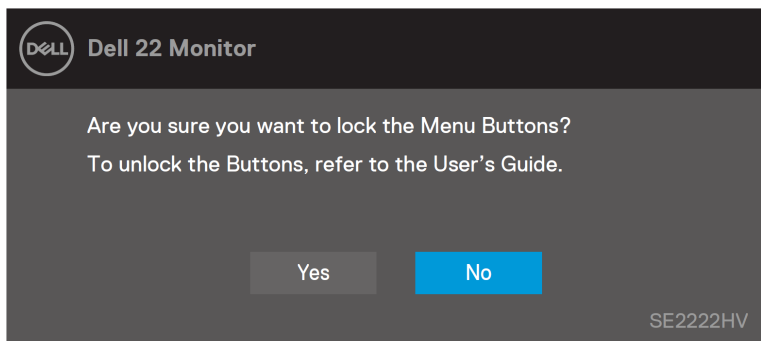 DELL Dell 22 Monitor
Are you sure you want to lock the Menu Buttons?
To unlock the Buttons, refer to the User’s Guide.
Yes No
SE2222HV